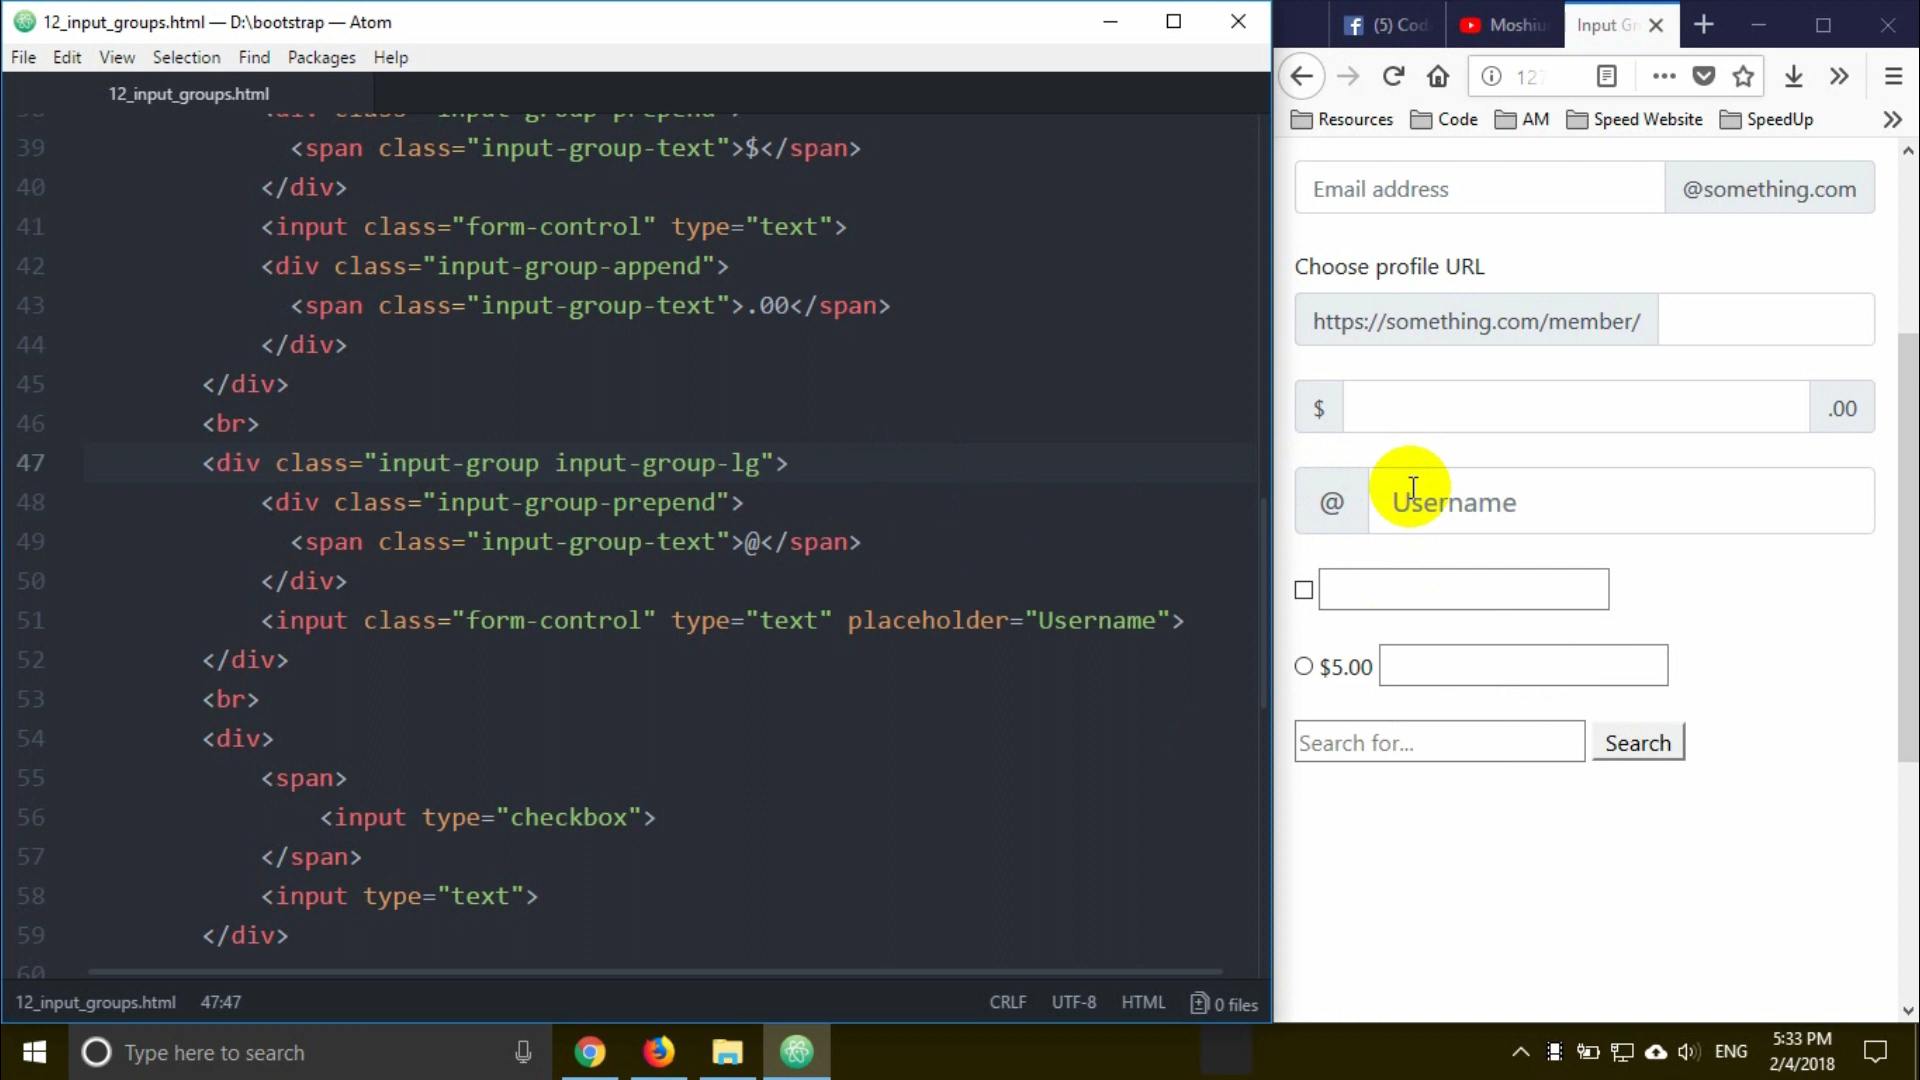 12_input_groups.html — D:\bootstrap — Atom
File Edit View Selection Find Packages Help
12_input_groups.html
39 <span class="input-group-text">$</span>
40 </div>
41 <input class="form-control" type="text">
42 <div class="input-group-append">
43 <span class="input-group-text">.00</span>
44 </div>
45 </div>
46 <br>
47 <div class="input-group input-group-lg">
48 <div class="input-group-prepend">
49 <span class="input-group-text">@</span>
50 </div>
51 <input class="form-control" type="text" placeholder="Username">
52 </div>
53 <br>
54 <div>
55 <span>
56 <input type="checkbox">
57 </span>
58 <input type="text">
59 </div>
60
12_input_groups.html 47:47 CRLF UTF-8 HTML 0 files
(5) Cod Moshiu Input Gr
127
Resources Code AM Speed Website SpeedUp
Email address @something.com
Choose profile URL
https://something.com/member/
$ .00
@ Username
$5.00
Search for... Search
Type here to search
ENG
5:33 PM
2/4/2018